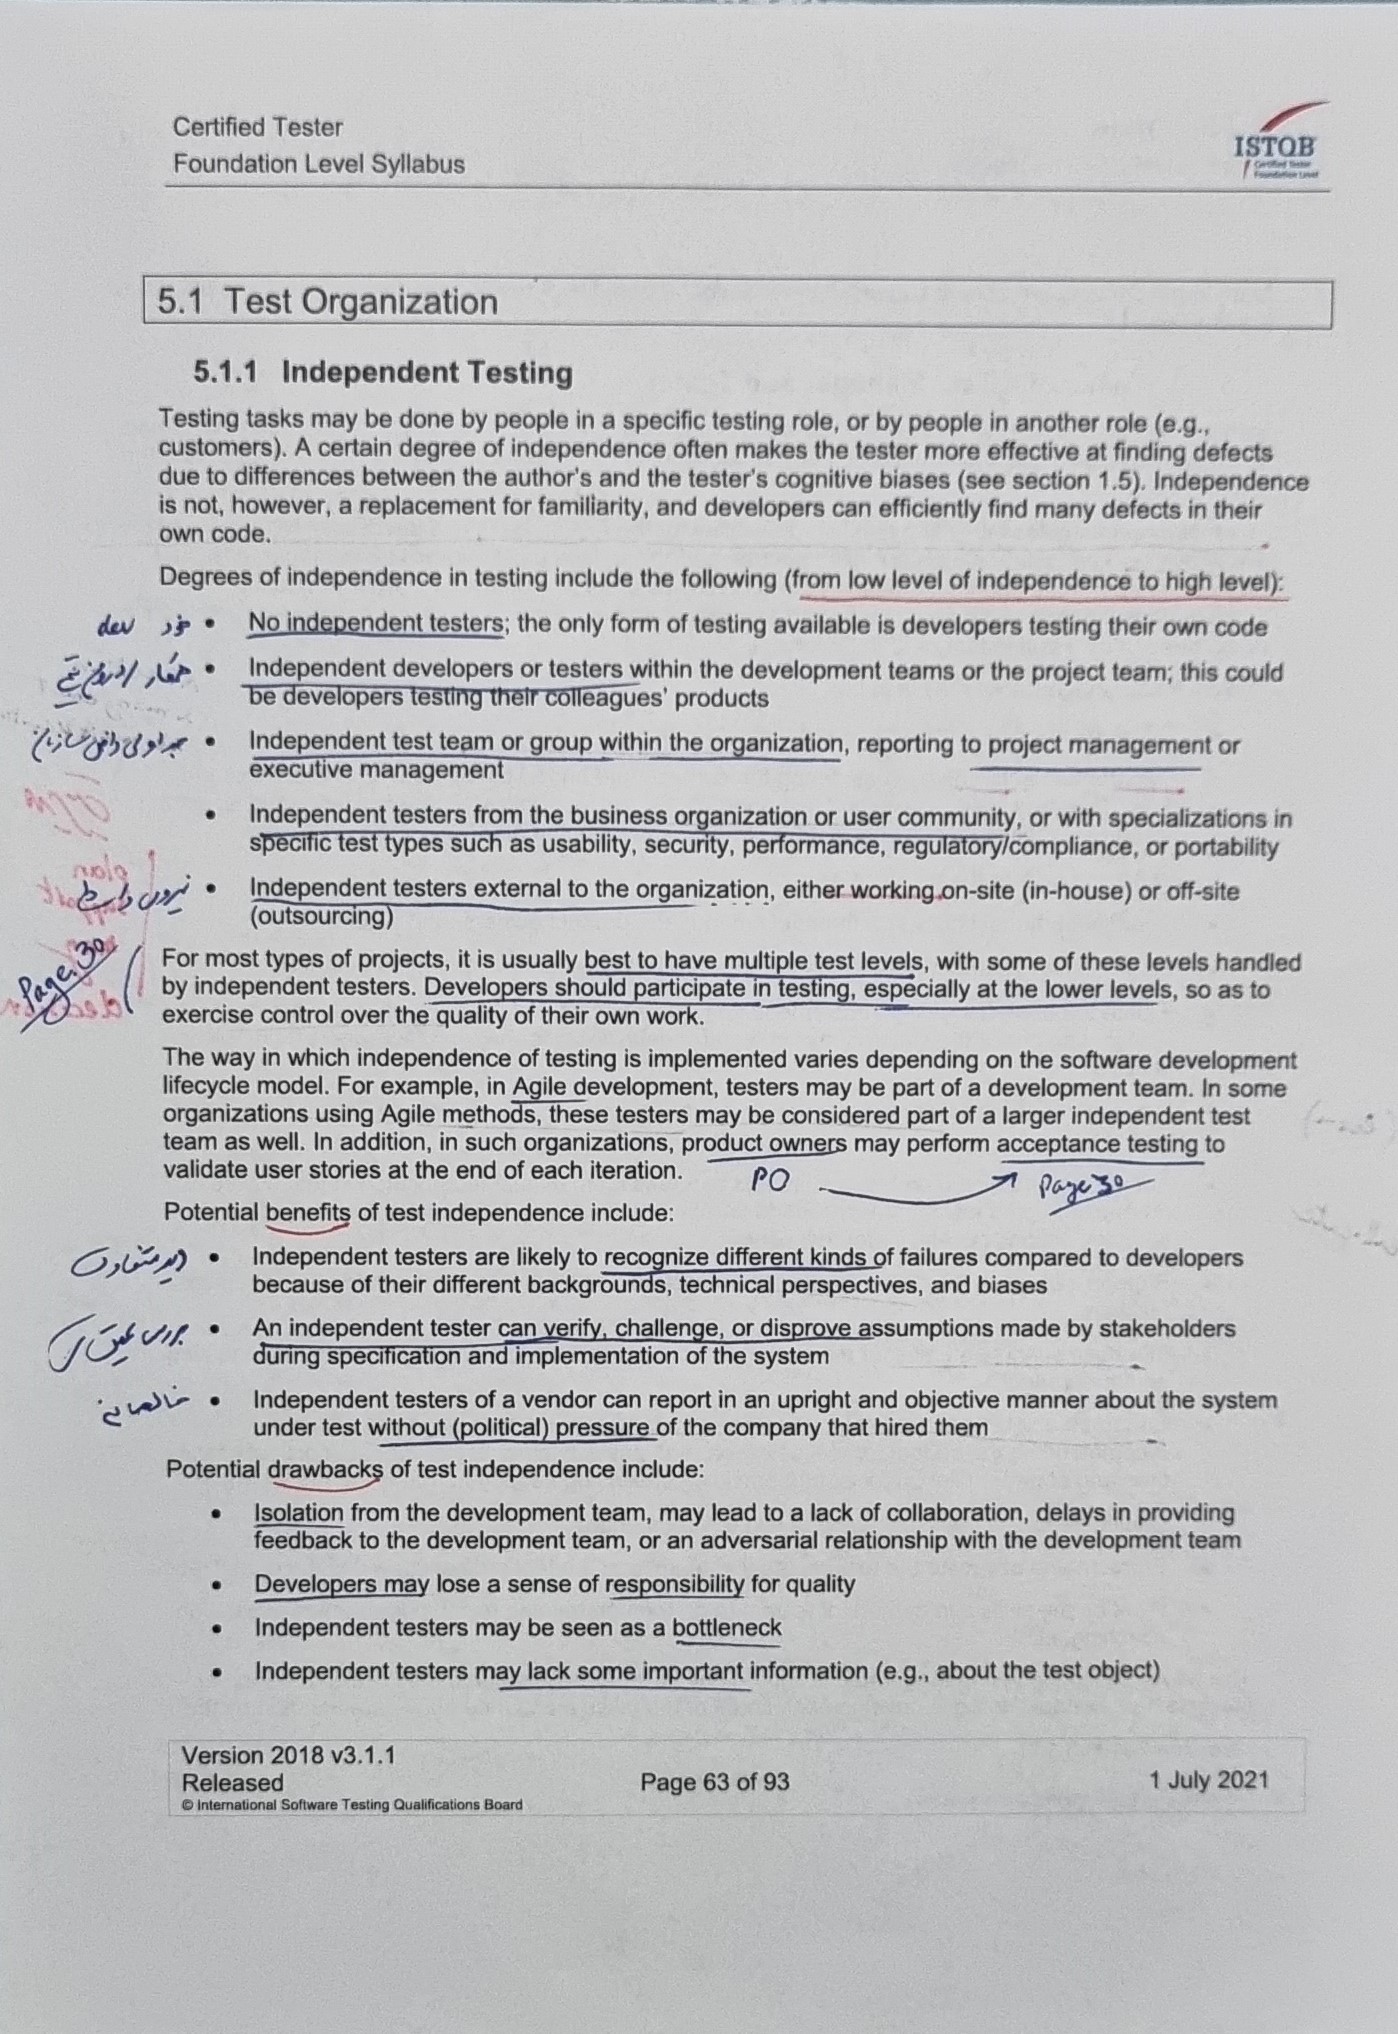 Certified Tester
Foundation Level Syllabus
ISTQB
Certified Tester
Foundation Level
5.1 Test Organization
5.1.1 Independent Testing
Testing tasks may be done by people in a specific testing role, or by people in another role (e.g.,
customers). A certain degree of independence often makes the tester more effective at finding defects
due to differences between the author's and the tester's cognitive biases (see section 1.5). Independence
is not, however, a replacement for familiarity, and developers can efficiently find many defects in their
own code.
Degrees of independence in testing include the following (from low level of independence to high level):
خود dev
• No independent testers; the only form of testing available is developers testing their own code
همکار
• Independent developers or testers within the development teams or the project team; this could
be developers testing their colleagues' products
جدا ولی داخل سازمان
• Independent test team or group within the organization, reporting to project management or
executive management
• Independent testers from the business organization or user community, or with specializations in
specific test types such as usability, security, performance, regulatory/compliance, or portability
بیرون
• Independent testers external to the organization, either working on-site (in-house) or off-site
(outsourcing)
Page 30
For most types of projects, it is usually best to have multiple test levels, with some of these levels handled
by independent testers. Developers should participate in testing, especially at the lower levels, so as to
exercise control over the quality of their own work.
The way in which independence of testing is implemented varies depending on the software development
lifecycle model. For example, in Agile development, testers may be part of a development team. In some
organizations using Agile methods, these testers may be considered part of a larger independent test
team as well. In addition, in such organizations, product owners may perform acceptance testing to
validate user stories at the end of each iteration.
PO
Page 30
Potential benefits of test independence include:
دید متفاوت
• Independent testers are likely to recognize different kinds of failures compared to developers
because of their different backgrounds, technical perspectives, and biases
بررسی عمیق تر
• An independent tester can verify, challenge, or disprove assumptions made by stakeholders
during specification and implementation of the system
خالصانه
• Independent testers of a vendor can report in an upright and objective manner about the system
under test without (political) pressure of the company that hired them
Potential drawbacks of test independence include:
• Isolation from the development team, may lead to a lack of collaboration, delays in providing
feedback to the development team, or an adversarial relationship with the development team
• Developers may lose a sense of responsibility for quality
• Independent testers may be seen as a bottleneck
• Independent testers may lack some important information (e.g., about the test object)
Version 2018 v3.1.1
Released
© International Software Testing Qualifications Board
Page 63 of 93
1 July 2021